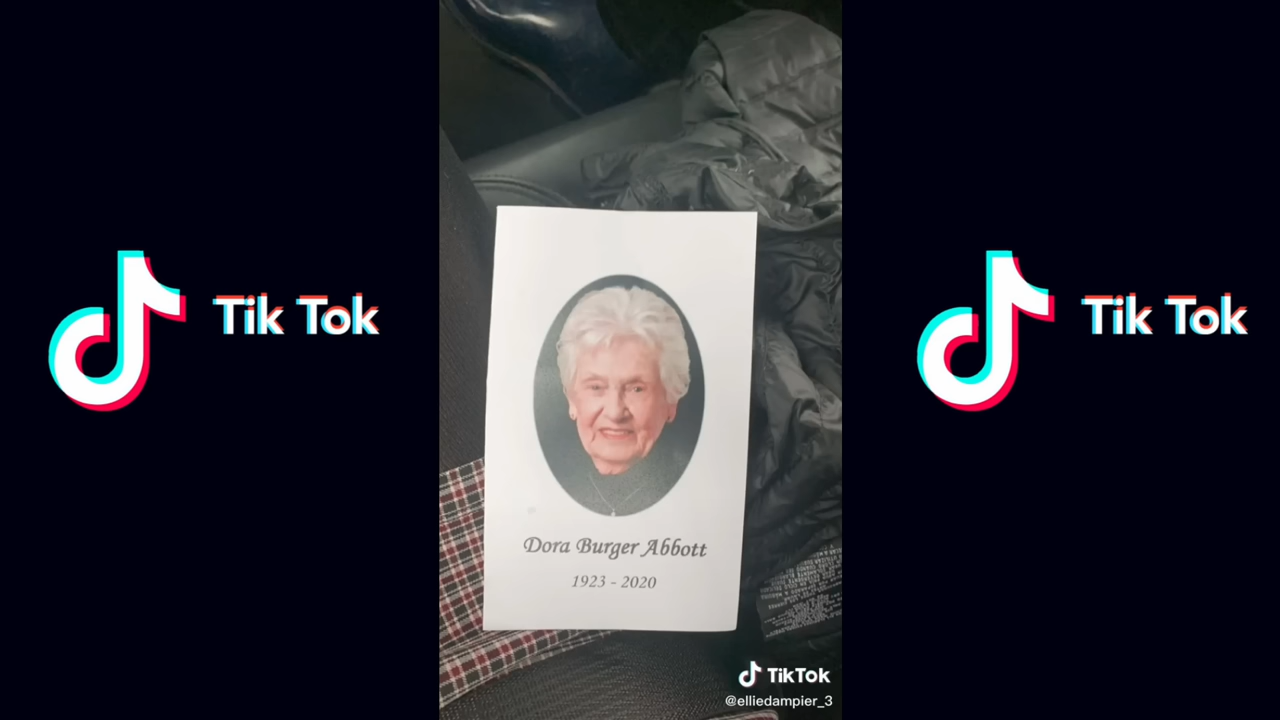 Tik Tok
Dora Burger Abbott
1923 - 2020
TikTok
@elliedampier_3
Tik Tok